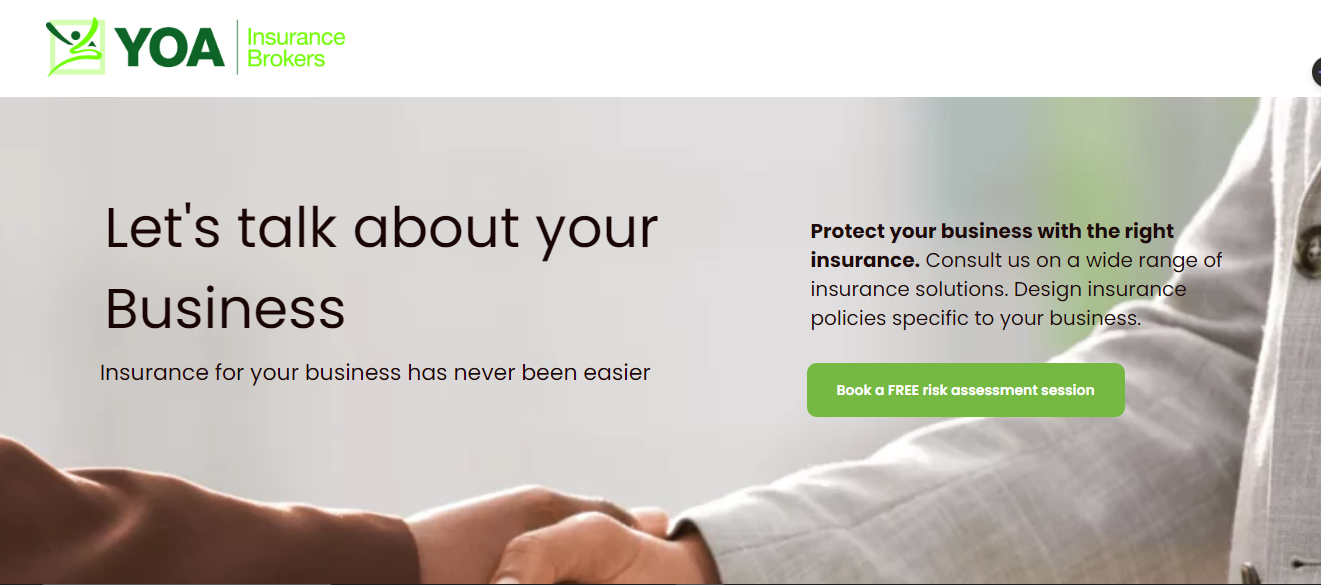 YOA
Insurance
Brokers
Let's talk about your
Business
Insurance for your business has never been easier
Protect your business with the right
insurance. Consult us on a wide range of
insurance solutions. Design insurance
policies specific to your business.
Book a FREE risk assessment session